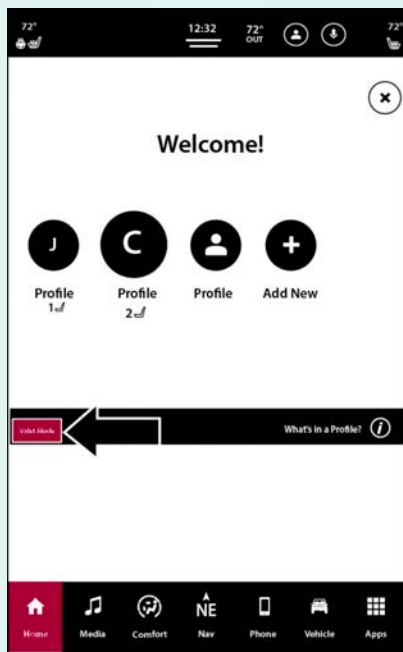 72°
12:32
72°
OUT
72°
Welcome!
J
C
Profile
1
Profile
2
Profile
Add New
Valet Mode
What's in a Profile?
i
NE
Home
Media
Comfort
Nav
Phone
Vehicle
Apps